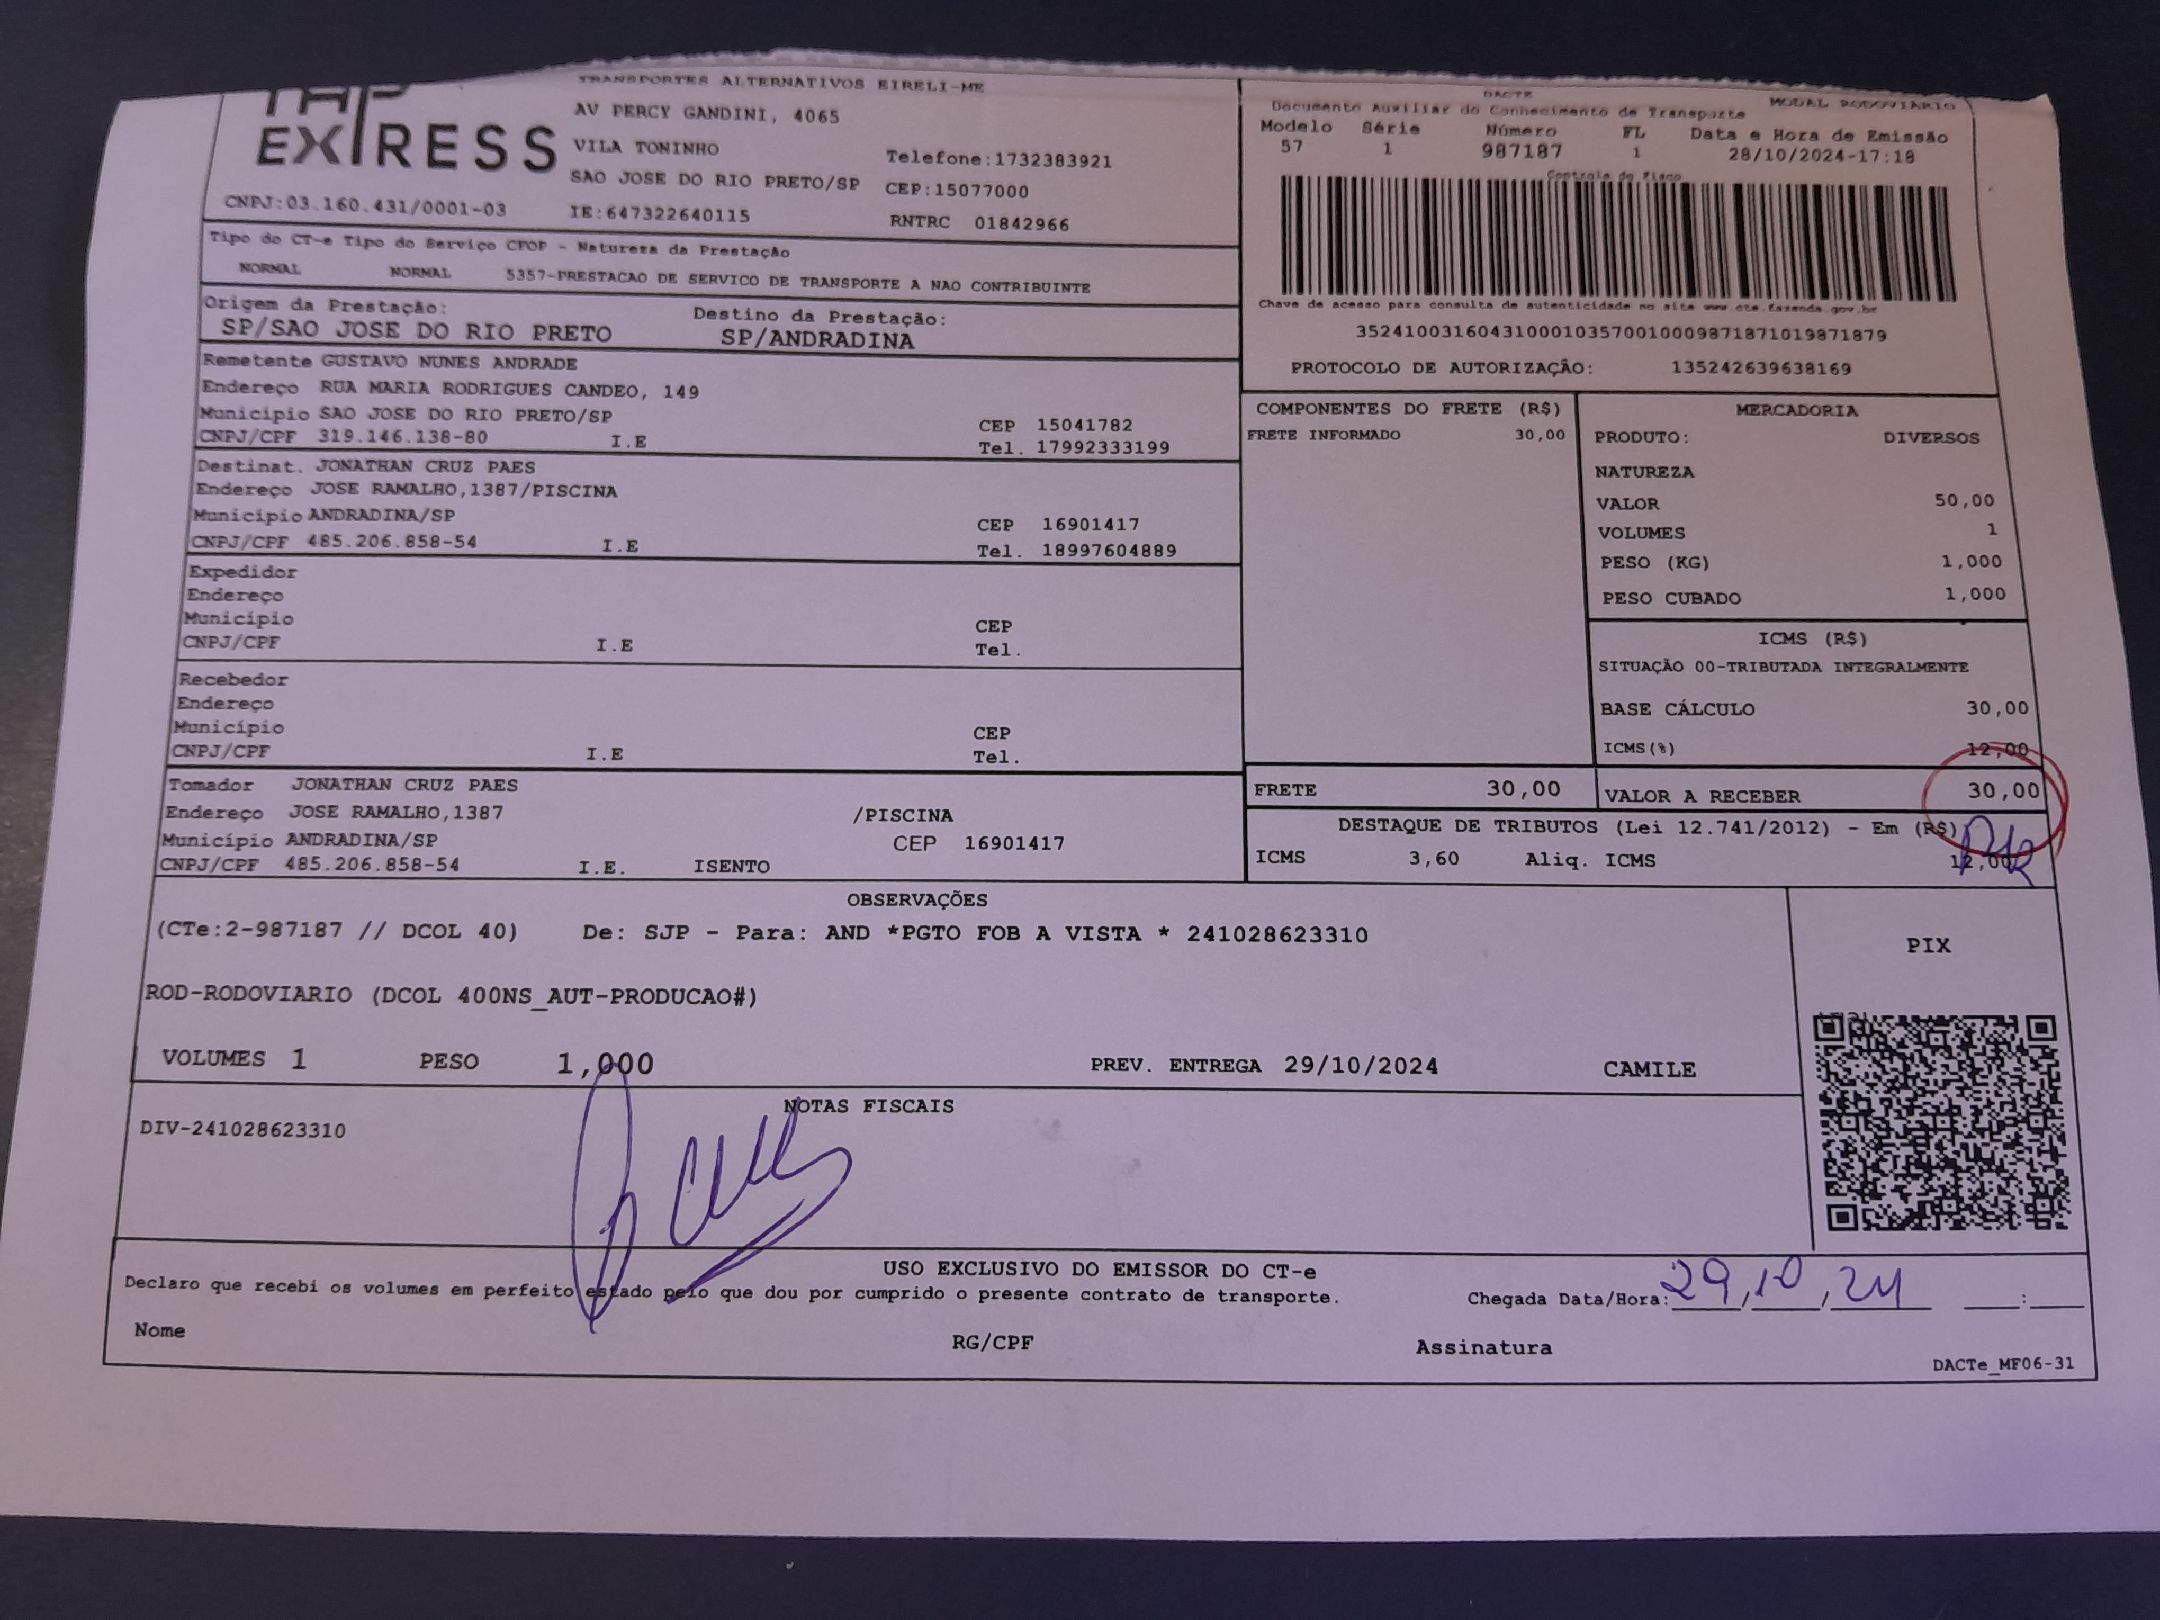 TAP
EXPRESS
TRANSPORTES ALTERNATIVOS EIRELI-ME
AV PERCY GANDINI, 4065
VILA TONINHO
Telefone:1732383921
SAO JOSE DO RIO PRETO/SP CEP:15077000
CNPJ:03.160.431/0001-03 IE:647322640115 RNTRC 01842966
DACTE MODAL RODOVIÁRIO
Documento Auxiliar do Conhecimento de Transporte
Modelo Série Número FL Data e Hora de Emissão
57 1 987187 1 28/10/2024-17:18
Controle do Fisco
Chave de acesso para consulta de autenticidade no site www.cte.fazenda.gov.br
35241003160431000103570010009871871019871879
PROTOCOLO DE AUTORIZAÇÂO: 135242639638169
Tipo do CT-e Tipo do Serviço CFOP - Natureza da Prestação
NORMAL NORMAL 5357-PRESTACAO DE SERVICO DE TRANSPORTE A NAO CONTRIBUINTE
Origem da Prestação: Destino da Prestação:
SP/SAO JOSE DO RIO PRETO SP/ANDRADINA
Remetente GUSTAVO NUNES ANDRADE
Endereço RUA MARIA RODRIGUES CANDEO, 149
Município SAO JOSE DO RIO PRETO/SP CEP 15041782
CNPJ/CPF 319.146.138-80 I.E Tel. 17992333199
Destinat. JONATHAN CRUZ PAES
Endereço JOSE RAMALHO,1387/PISCINA
Município ANDRADINA/SP CEP 16901417
CNPJ/CPF 485.206.858-54 I.E Tel. 18997604889
Expedidor
Endereço
Município CEP
CNPJ/CPF I.E Tel.
Recebedor
Endereço
Município CEP
CNPJ/CPF I.E Tel.
Tomador JONATHAN CRUZ PAES
Endereço JOSE RAMALHO,1387 /PISCINA
Município ANDRADINA/SP CEP 16901417
CNPJ/CPF 485.206.858-54 I.E. ISENTO
COMPONENTES DO FRETE (R$)
FRETE INFORMADO 30,00
MERCADORIA
PRODUTO: DIVERSOS
NATUREZA
VALOR 50,00
VOLUMES 1
PESO (KG) 1,000
PESO CUBADO 1,000
ICMS (R$)
SITUAÇÃO 00-TRIBUTADA INTEGRALMENTE
BASE CÁLCULO 30,00
ICMS(%) 12,00
FRETE 30,00 VALOR A RECEBER 30,00
DESTAQUE DE TRIBUTOS (Lei 12.741/2012) - Em (R$)
ICMS 3,60 Aliq. ICMS 12,00
OBSERVAÇÕES
(CTe:2-987187 // DCOL 40) De: SJP - Para: AND *PGTO FOB A VISTA * 241028623310
ROD-RODOVIARIO (DCOL 400NS_AUT-PRODUCAO#)
VOLUMES 1 PESO 1,000 PREV. ENTREGA 29/10/2024 CAMILE
PIX
NOTAS FISCAIS
DIV-241028623310
USO EXCLUSIVO DO EMISSOR DO CT-e
Declaro que recebi os volumes em perfeito estado pelo que dou por cumprido o presente contrato de transporte.
Chegada Data/Hora: 29,10,24 :
Nome RG/CPF Assinatura
DACTe_MF06-31